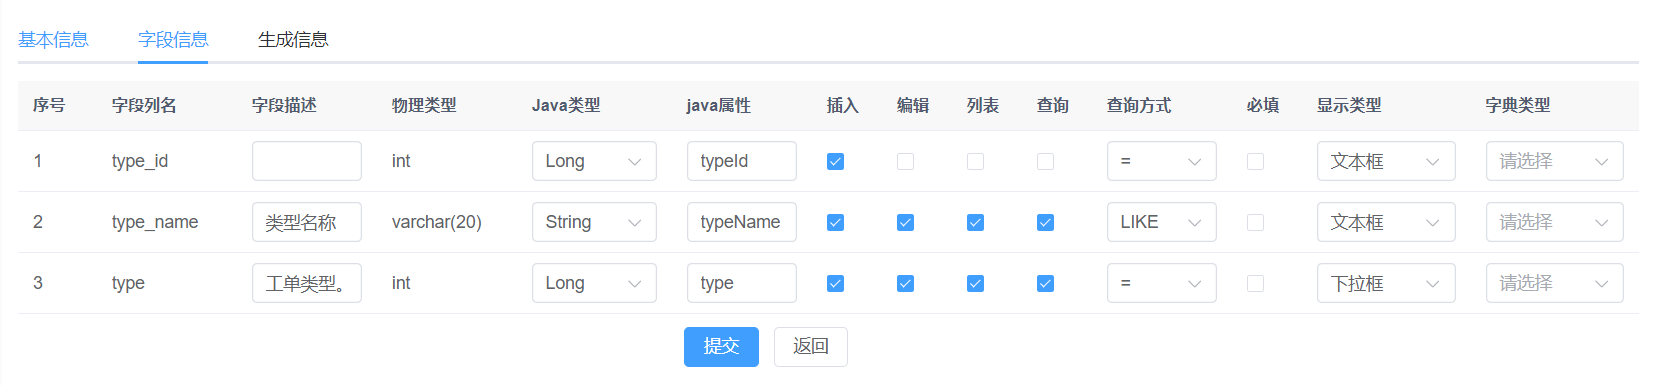 基本信息 字段信息 生成信息
序号 字段列名 字段描述 物理类型 Java类型 java属性 插入 编辑 列表 查询 查询方式 必填 显示类型 字典类型
1 type_id int Long typeId = 文本框 请选择
2 type_name 类型名称 varchar(20) String typeName LIKE 文本框 请选择
3 type 工单类型。 int Long type = 下拉框 请选择
提交 返回